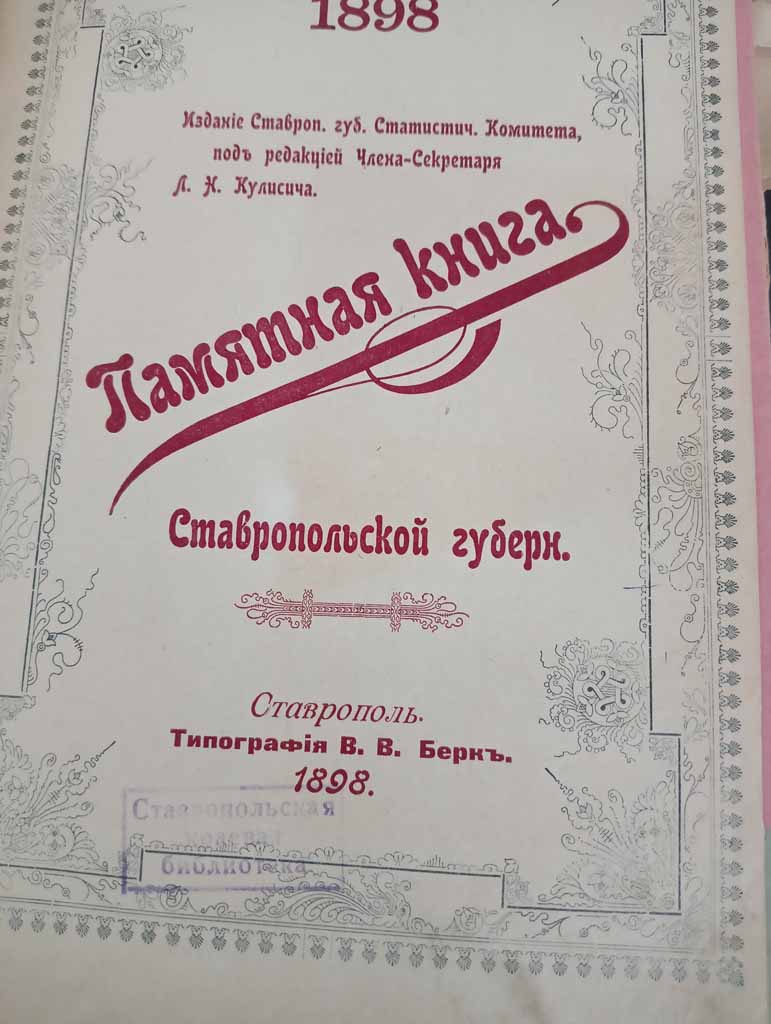 1898
Изданіе Ставроп. губ. Статистич. Комитета,
подъ редакціей Члена-Секретаря
Л. Н. Кулисича.
Памятная книга
Ставропольской губерн.
Ставрополь.
Типографія В. В. Беркъ.
1898.
Ставропольская
краевая
библиотека